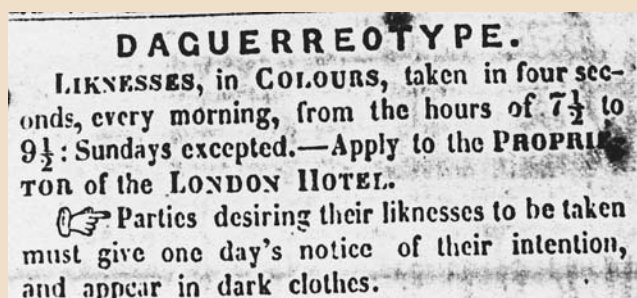 DAGUERREOTYPE.
LIKNESSES, in COLOURS, taken in four sec-
onds, every morning, from the hours of 7½ to
9½: Sundays excepted.—Apply to the PROPRIE-
TOR of the LONDON HOTEL.
☞ Parties desiring their liknesses to be taken
must give one day's notice of their intention,
and appear in dark clothes.